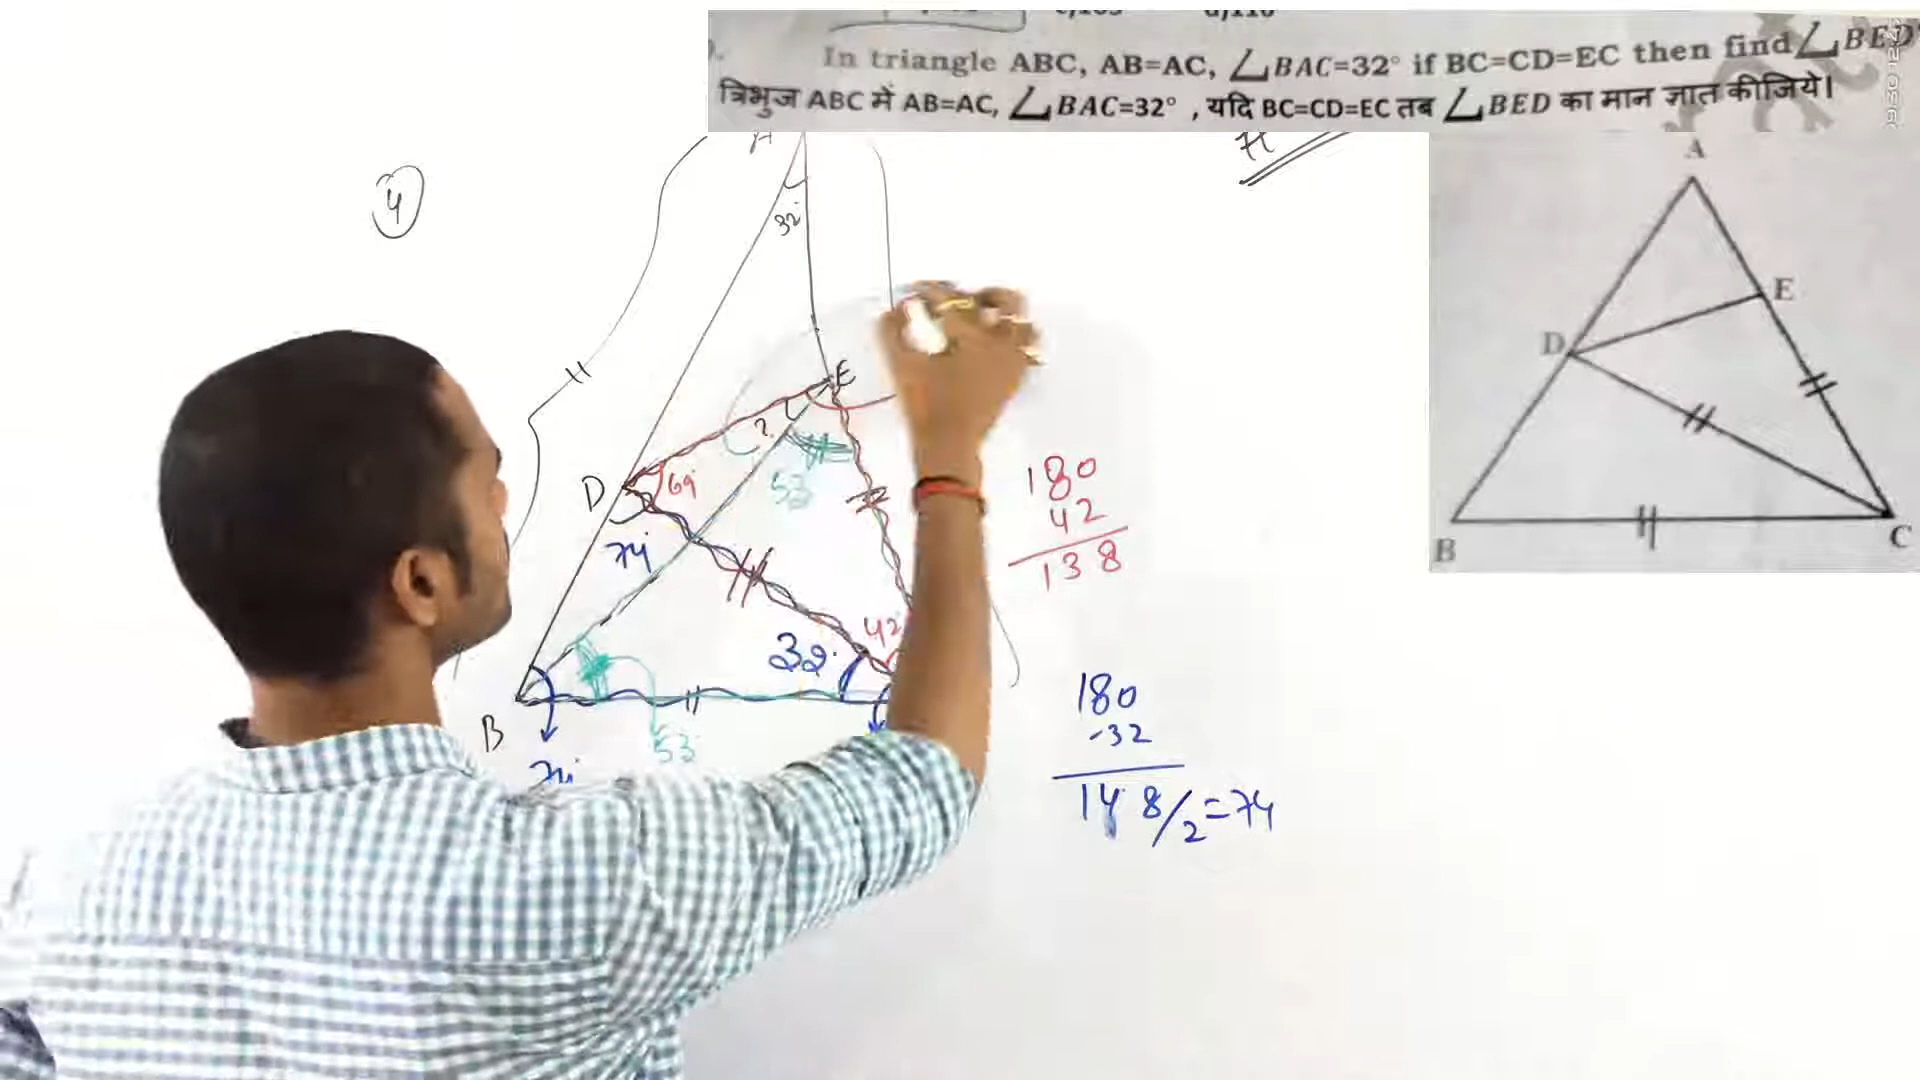 In triangle ABC, AB=AC, ∠BAC=32° if BC=CD=EC then find ∠BED
त्रिभुज ABC में AB=AC, ∠BAC=32° , यदि BC=CD=EC तब ∠BED का मान ज्ञात कीजिये।
A
E
D
B
C
4
32°
E
?
D
69
53
74
42
32
B
53
180
42
138
180
-32
148/2=74